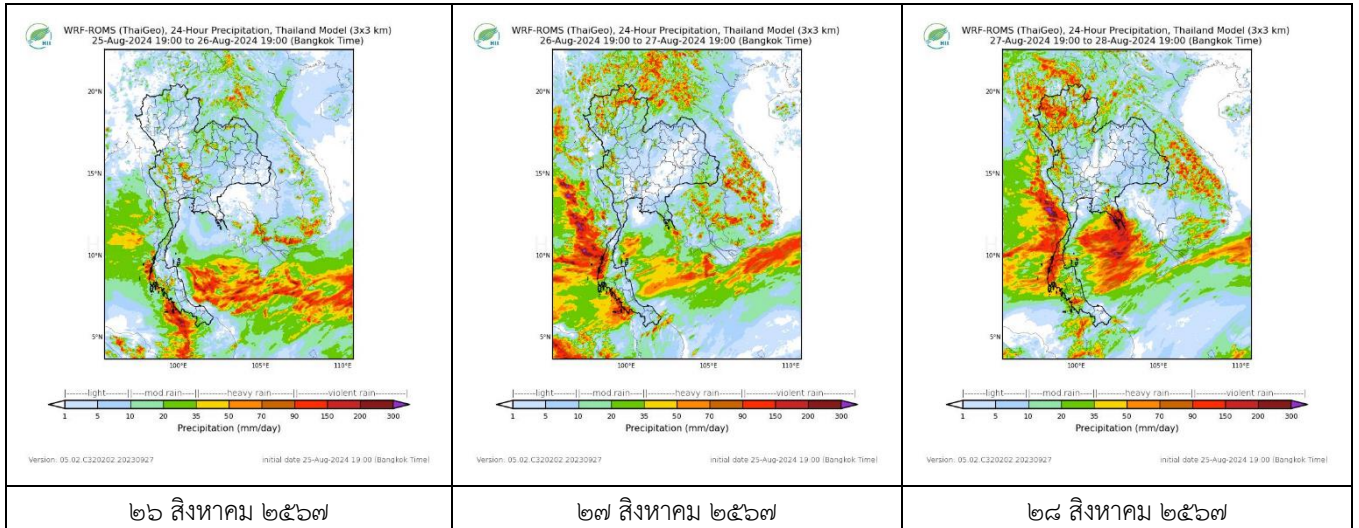 WRF-ROMS (ThaiGeo), 24-Hour Precipitation, Thailand Model (3x3 km)
25-Aug-2024 19:00 to 26-Aug-2024 19:00 (Bangkok Time)
20°N
15°N
10°N
5°N
100°E 105°E 110°E
light mod rain heavy rain violent rain
1 5 10 20 35 50 70 90 150 200 300
Precipitation (mm/day)
Version: 05.02.C320202.20230927 initial date 25-Aug-2024 19:00 (Bangkok Time)
๒๖ สิงหาคม ๒๕๖๗
WRF-ROMS (ThaiGeo), 24-Hour Precipitation, Thailand Model (3x3 km)
26-Aug-2024 19:00 to 27-Aug-2024 19:00 (Bangkok Time)
20°N
15°N
10°N
5°N
100°E 105°E 110°E
light mod rain heavy rain violent rain
1 5 10 20 35 50 70 90 150 200 300
Precipitation (mm/day)
Version: 05.02.C320202.20230927 initial date 25-Aug-2024 19:00 (Bangkok Time)
๒๗ สิงหาคม ๒๕๖๗
WRF-ROMS (ThaiGeo), 24-Hour Precipitation, Thailand Model (3x3 km)
27-Aug-2024 19:00 to 28-Aug-2024 19:00 (Bangkok Time)
20°N
15°N
10°N
5°N
100°E 105°E 110°E
light mod rain heavy rain violent rain
1 5 10 20 35 50 70 90 150 200 300
Precipitation (mm/day)
Version: 05.02.C320202.20230927 initial date 25-Aug-2024 19:00 (Bangkok Time)
๒๘ สิงหาคม ๒๕๖๗